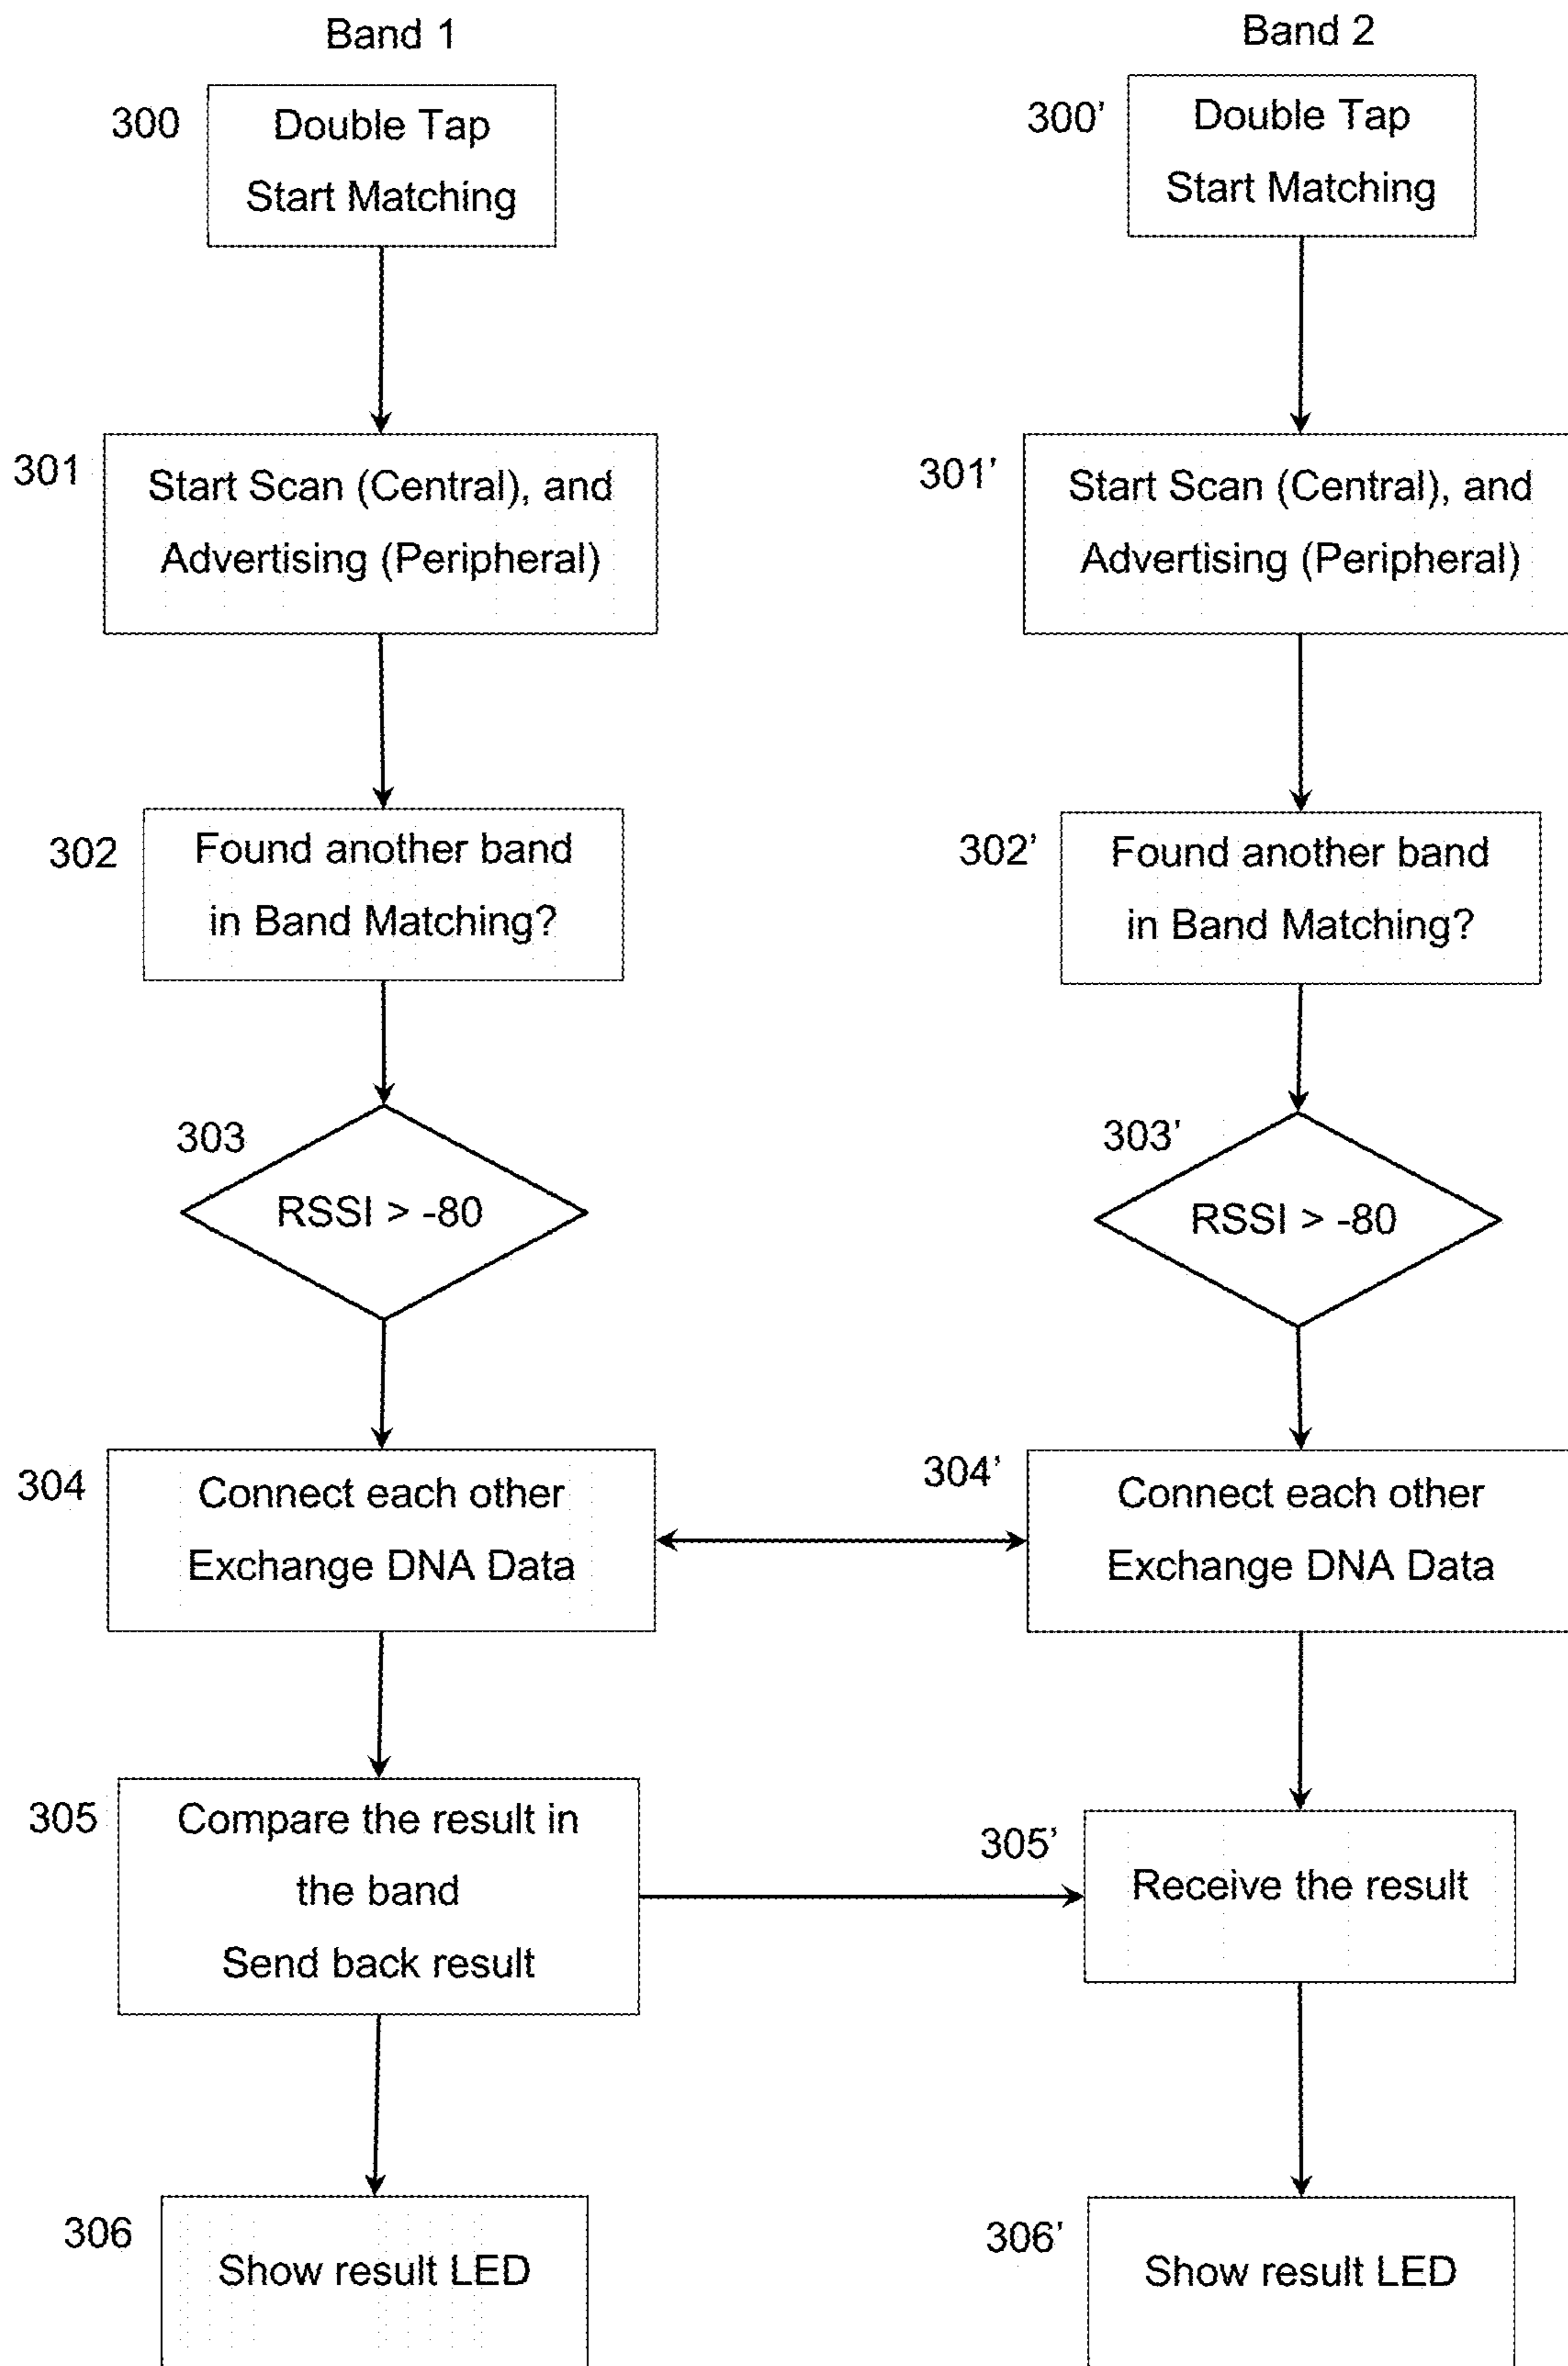 Band 1
300
Double Tap
Start Matching
301
Start Scan (Central), and
Advertising (Peripheral)
302
Found another band
in Band Matching?
303
RSSI > -80
304
Connect each other
Exchange DNA Data
305
Compare the result in
the band
Send back result
306
Show result LED
Band 2
300’
Double Tap
Start Matching
301’
Start Scan (Central), and
Advertising (Peripheral)
302’
Found another band
in Band Matching?
303’
RSSI > -80
304’
Connect each other
Exchange DNA Data
305’
Receive the result
306’
Show result LED